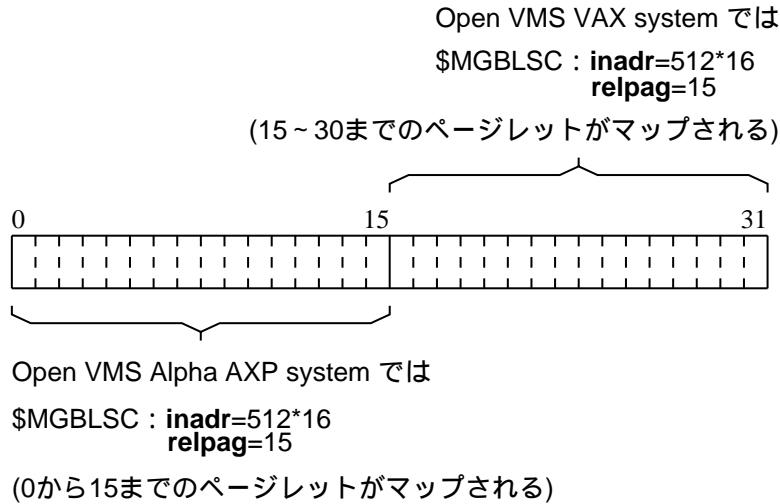 Open VMS VAX system では
$MGBLSC：inadr=512*16
relpag=15
(15～30までのページレットがマップされる)
0 15 31
Open VMS Alpha AXP system では
$MGBLSC：inadr=512*16
relpag=15
(0から15までのページレットがマップされる)